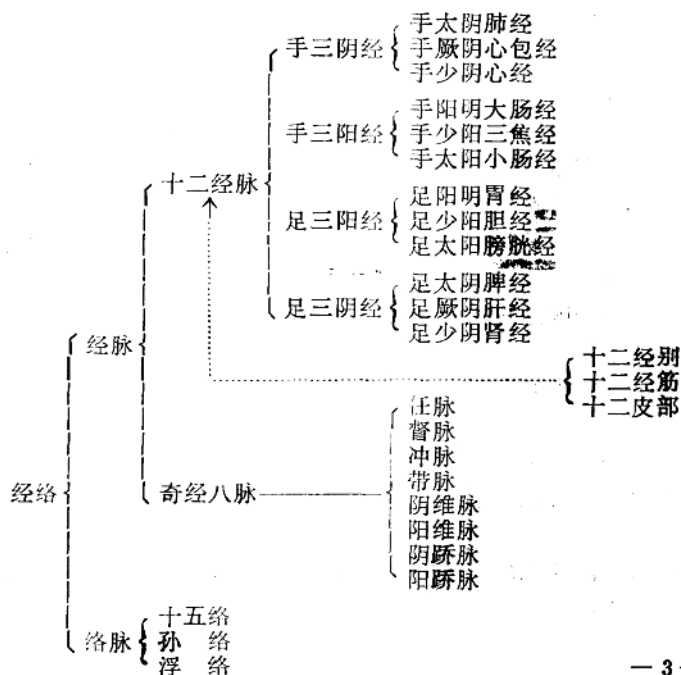 手太阴肺经
手三阴经 手厥阴心包经
手少阴心经
手阳明大肠经
手三阳经 手少阳三焦经
手太阳小肠经
十二经脉
足阳明胃经
足三阳经 足少阳胆经
足太阳膀胱经
足太阴脾经
足三阴经 足厥阴肝经
足少阴肾经
经脉
十二经别
十二经筋
十二皮部
任脉
督脉
冲脉
带脉
经络 奇经八脉
阴维脉
阳维脉
阴跻脉
阳跻脉
十五络
络脉 孙 络
浮 络
— 3